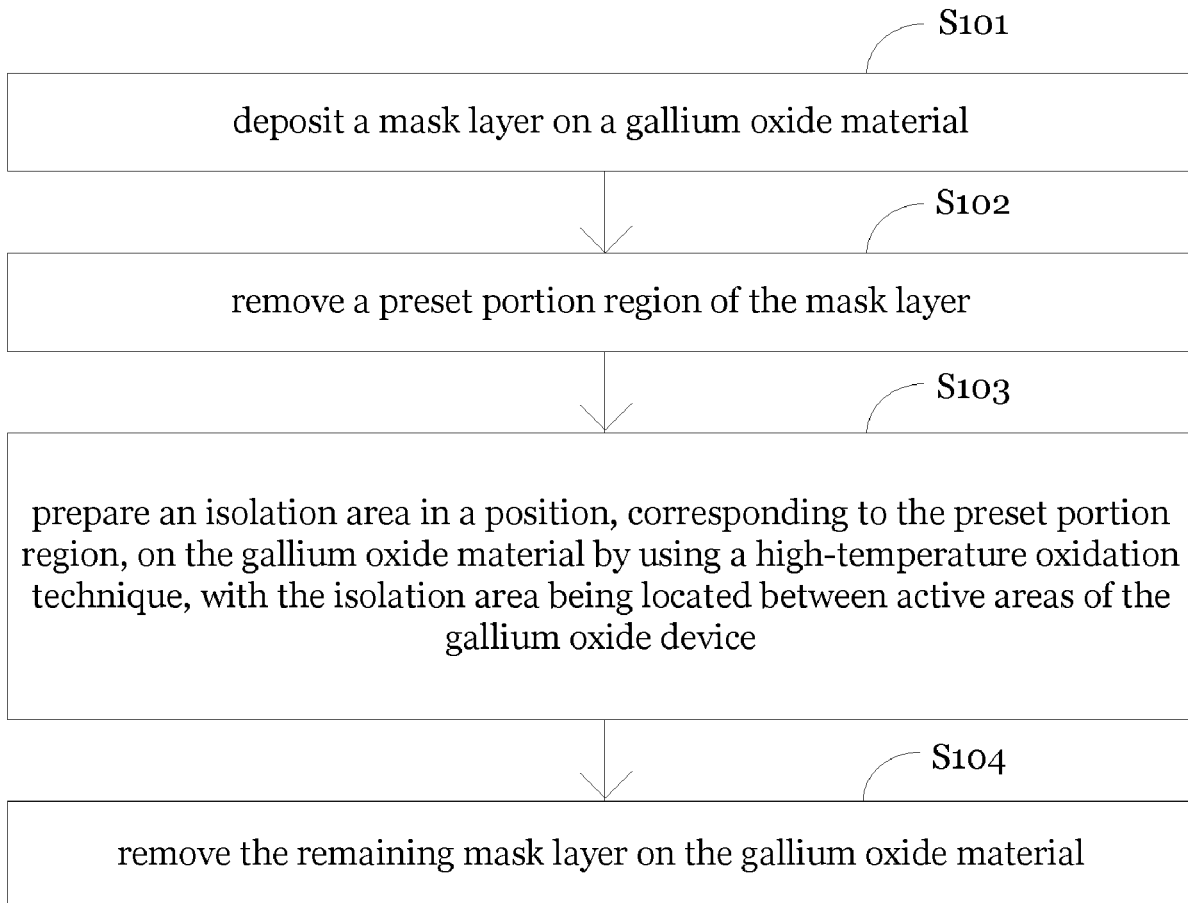 S101
deposit a mask layer on a gallium oxide material
S102
remove a preset portion region of the mask layer
S103
prepare an isolation area in a position, corresponding to the preset portion
region, on the gallium oxide material by using a high-temperature oxidation
technique, with the isolation area being located between active areas of the
gallium oxide device
S104
remove the remaining mask layer on the gallium oxide material